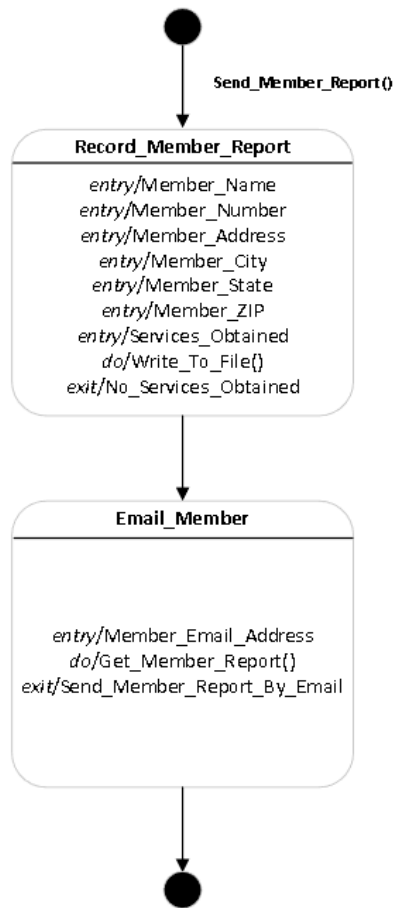 Send_Member_Report()
Record_Member_Report
entry/Member_Name
entry/Member_Number
entry/Member_Address
entry/Member_City
entry/Member_State
entry/Member_ZIP
entry/Services_Obtained
do/Write_To_File()
exit/No_Services_Obtained
Email_Member
entry/Member_Email_Address
do/Get_Member_Report()
exit/Send_Member_Report_By_Email